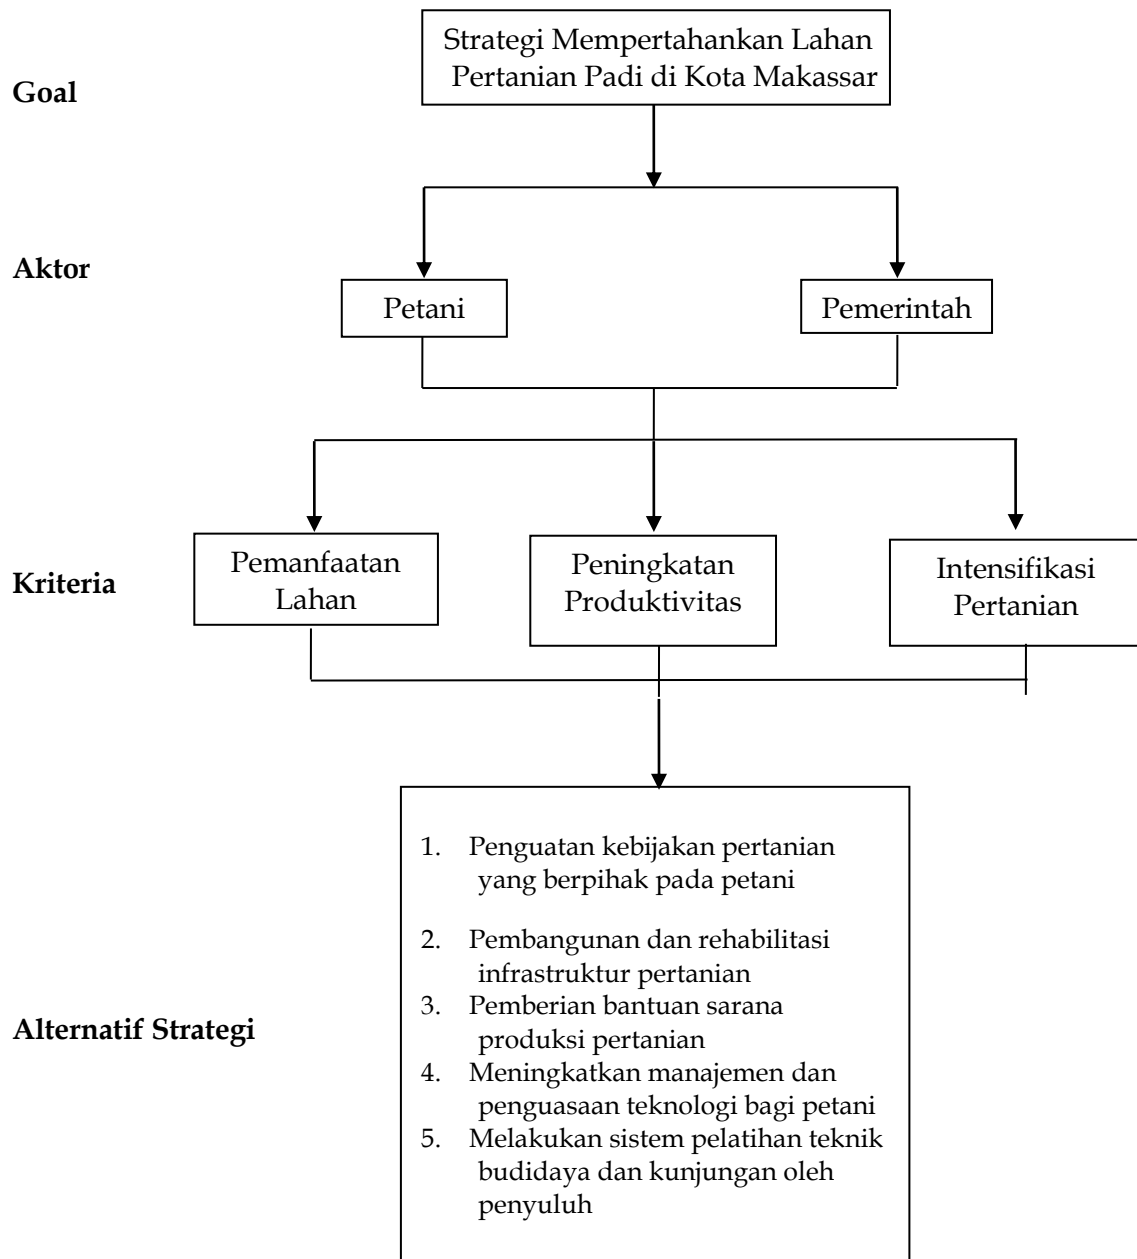 Strategi Mempertahankan Lahan
Pertanian Padi di Kota Makassar
Goal
Aktor
Petani
Pemerintah
Kriteria
Pemanfaatan
Lahan
Peningkatan
Produktivitas
Intensifikasi
Pertanian
Alternatif Strategi
1. Penguatan kebijakan pertanian
yang berpihak pada petani
2. Pembangunan dan rehabilitasi
infrastruktur pertanian
3. Pemberian bantuan sarana
produksi pertanian
4. Meningkatkan manajemen dan
penguasaan teknologi bagi petani
5. Melakukan sistem pelatihan teknik
budidaya dan kunjungan oleh
penyuluh